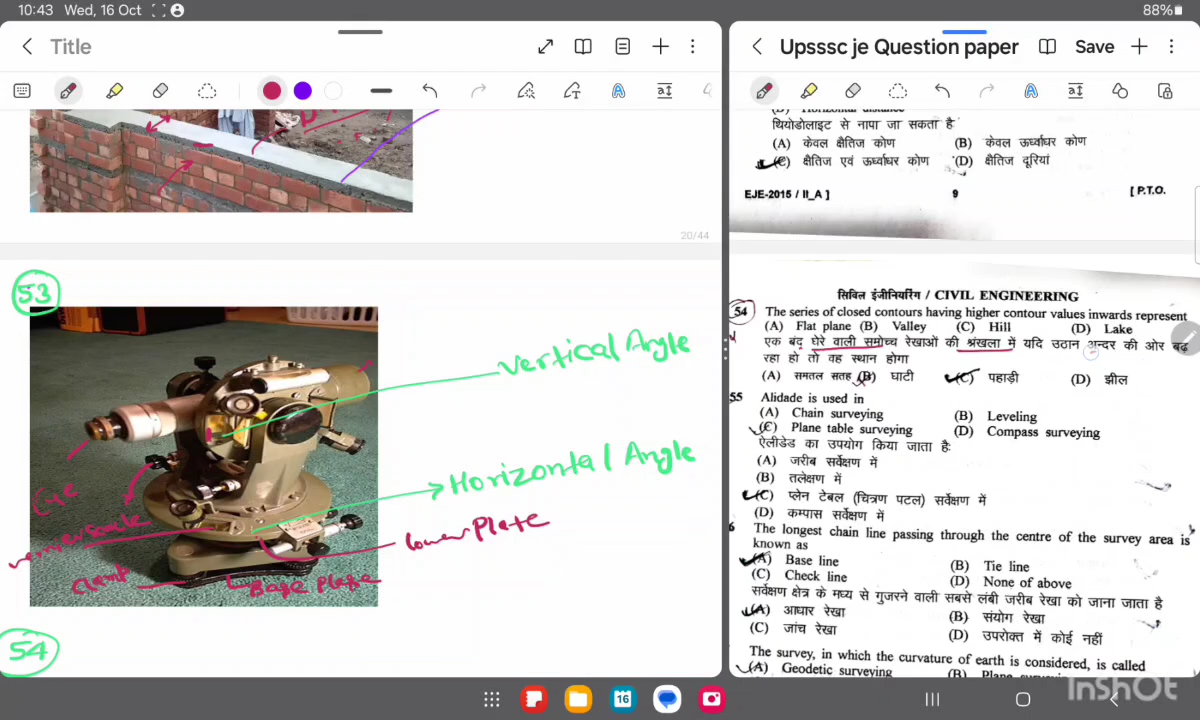 10:43 Wed, 16 Oct
88%
Title
20/44
53
Vertical Angle
Horizontal Angle
lower Plate
Base plate
54
16
Upsssc je Question paper
Save
थियोडोलाइट से नापा जा सकता है
(A) केवल क्षैतिज कोण (B) केवल ऊर्ध्वाधर कोण
(C) क्षैतिज एवं ऊर्ध्वाधर कोण (D) क्षैतिज दूरियां
EJE-2015 / II_A ] 9 [ P.T.O.
सिविल इंजीनियरिंग / CIVIL ENGINEERING
54 The series of closed contours having higher contour values inwards represent
(A) Flat plane (B) Valley (C) Hill (D) Lake
एक बंद घेरे वाली समोच्च रेखाओं की श्रंखला में यदि उठान अन्दर की ओर बढ़
रहा हो तो वह स्थान होगा
(A) समतल सतह (B) घाटी (C) पहाड़ी (D) झील
55 Alidade is used in
(A) Chain surveying (B) Leveling
(C) Plane table surveying (D) Compass surveying
ऐलीडेड का उपयोग किया जाता है:
(A) जरीब सर्वेक्षण में
(B) तलेक्षण में
(C) प्लेन टेबल (चित्रण पटल) सर्वेक्षण में
(D) कम्पास सर्वेक्षण में
6 The longest chain line passing through the centre of the survey area is
known as
(A) Base line (B) Tie line
(C) Check line (D) None of above
सर्वेक्षण क्षेत्र के मध्य से गुजरने वाली सबसे लंबी जरीब रेखा को जाना जाता है
(A) आधार रेखा (B) संयोग रेखा
(C) जांच रेखा (D) उपरोक्त में कोई नहीं
The survey, in which the curvature of earth is considered, is called
(A) Geodetic surveying (B) Plane
InShOt